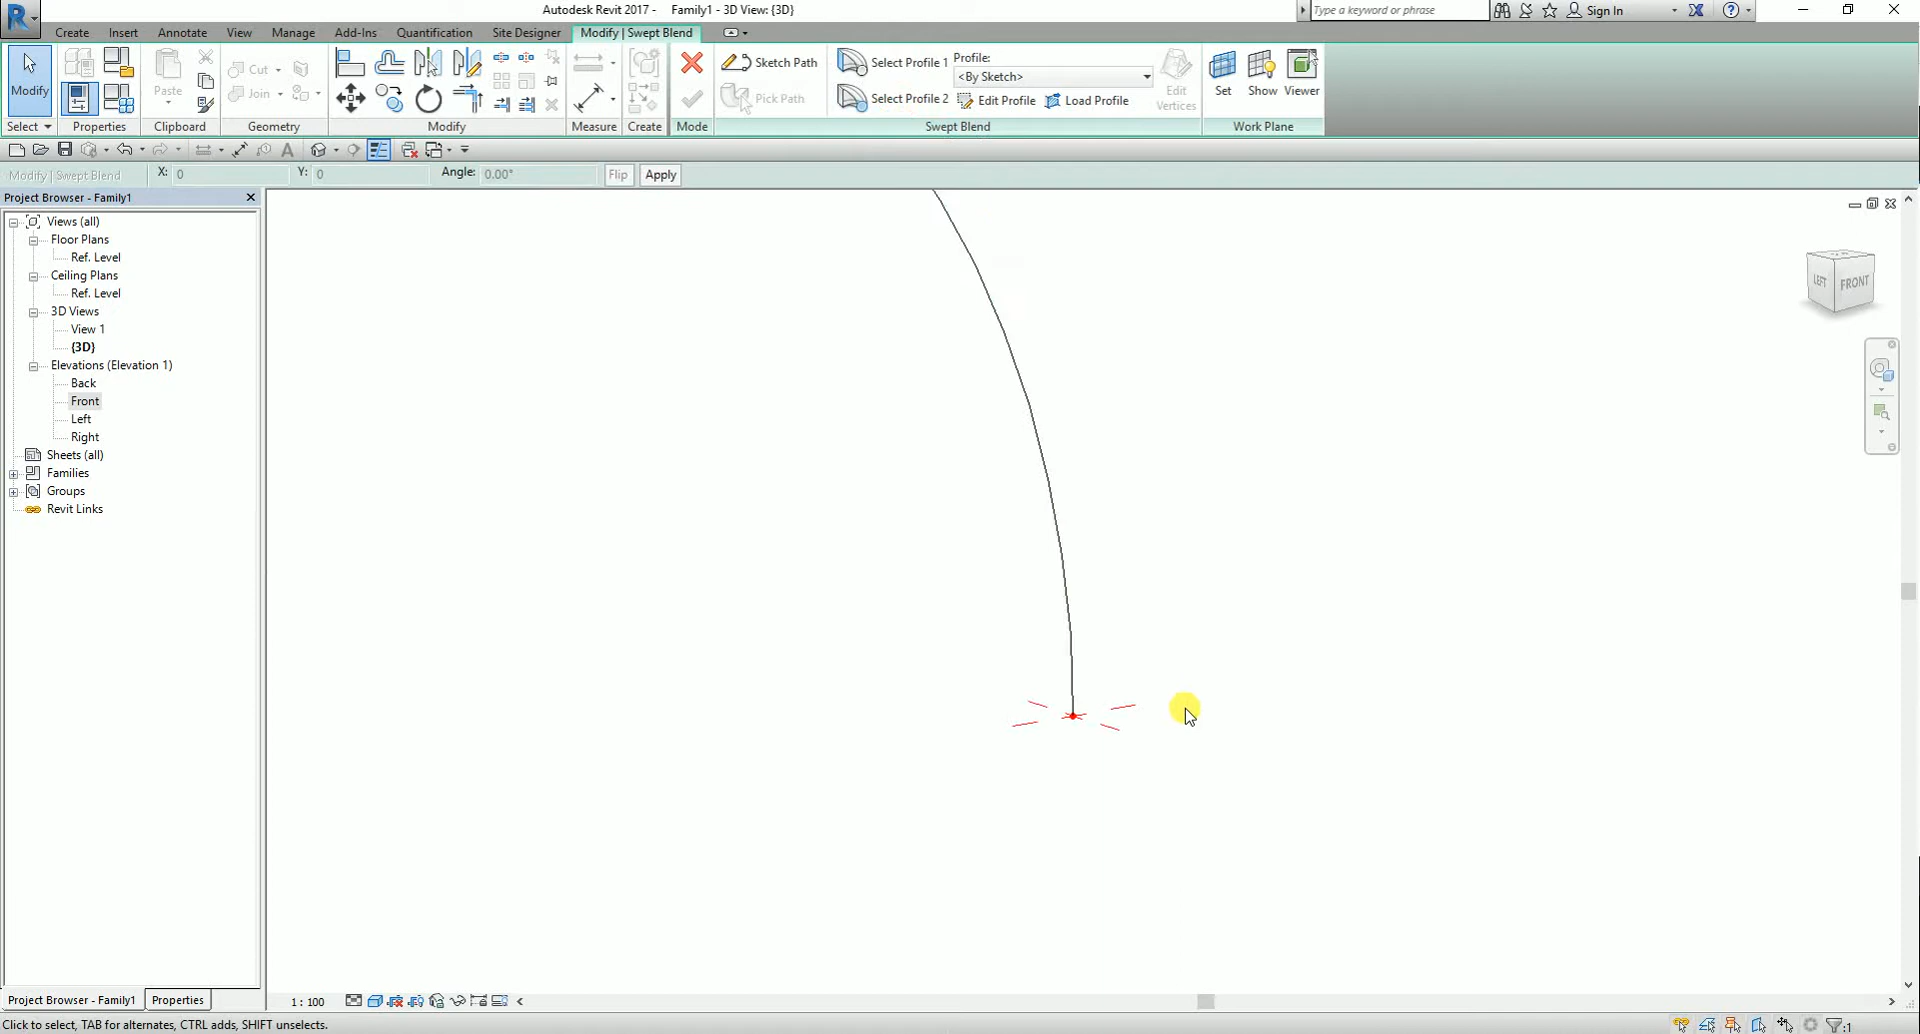 Autodesk Revit 2017 - Family1 - 3D View: {3D}
Type a keyword or phrase
Sign In
Create Insert Annotate View Manage Add-Ins Quantification Site Designer Modify | Swept Blend
Modify
Paste
Cut
Join
Sketch Path
Pick Path
Select Profile 1
Select Profile 2
Profile:
<By Sketch>
Edit Profile
Load Profile
Edit
Vertices
Set
Show
Viewer
Select Properties Clipboard Geometry Modify Measure Create Mode Swept Blend Work Plane
Modify | Swept Blend X: 0 Y: 0 Angle: 0.00° Flip Apply
Project Browser - Family1
Views (all)
Floor Plans
Ref. Level
Ceiling Plans
Ref. Level
3D Views
View 1
{3D}
Elevations (Elevation 1)
Back
Front
Left
Right
Sheets (all)
Families
Groups
Revit Links
LEFT FRONT
Project Browser - Family1 Properties
1 : 100
Click to select, TAB for alternates, CTRL adds, SHIFT unselects.
:1